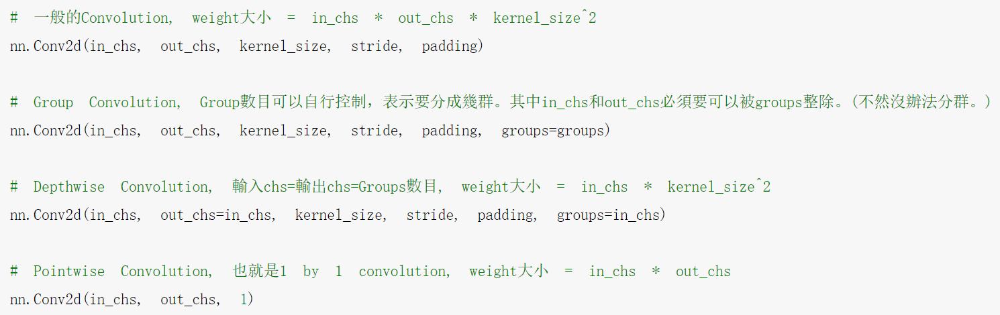 # 一般的Convolution, weight大小 = in_chs * out_chs * kernel_size^2
nn.Conv2d(in_chs, out_chs, kernel_size, stride, padding)
# Group Convolution, Group數目可以自行控制，表示要分成幾群。其中in_chs和out_chs必須要可以被groups整除。(不然沒辦法分群。)
nn.Conv2d(in_chs, out_chs, kernel_size, stride, padding, groups=groups)
# Depthwise Convolution, 輸入chs=輸出chs=Groups數目, weight大小 = in_chs * kernel_size^2
nn.Conv2d(in_chs, out_chs=in_chs, kernel_size, stride, padding, groups=in_chs)
# Pointwise Convolution, 也就是1 by 1 convolution, weight大小 = in_chs * out_chs
nn.Conv2d(in_chs, out_chs, 1)